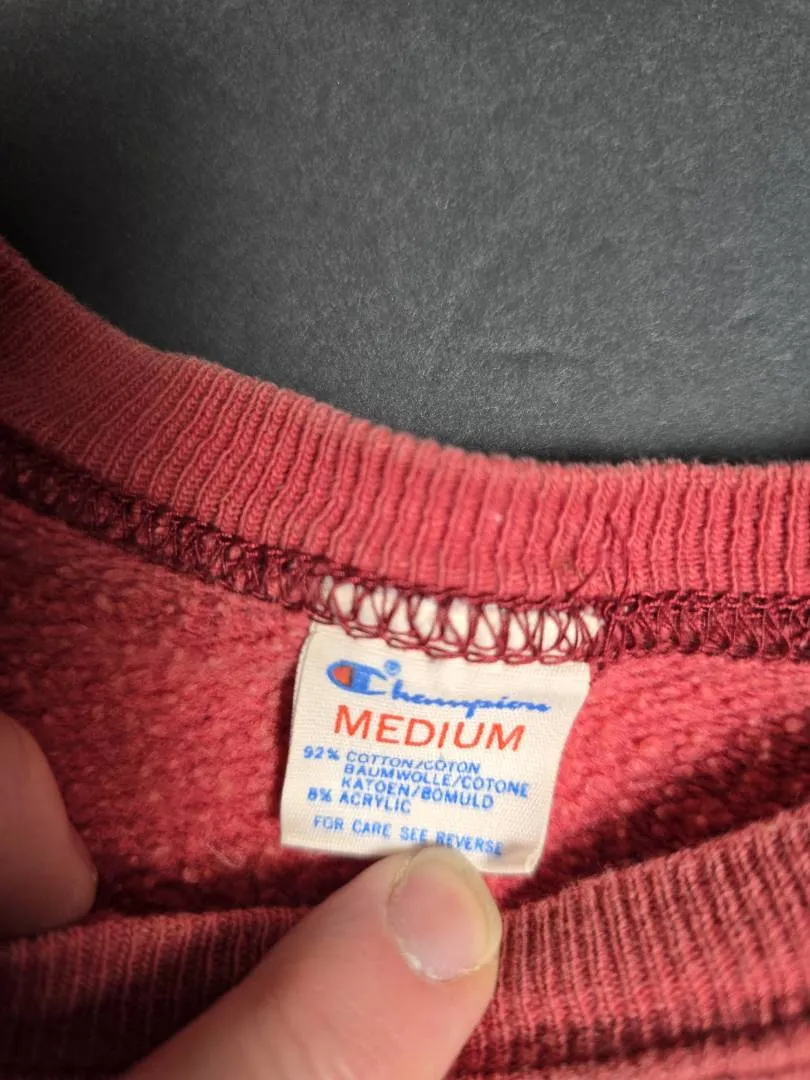 Champion®
MEDIUM
92% COTTON/COTON
BAUMWOLLE/COTONE
KATOEN/BOMULD
8% ACRYLIC
FOR CARE SEE REVERSE